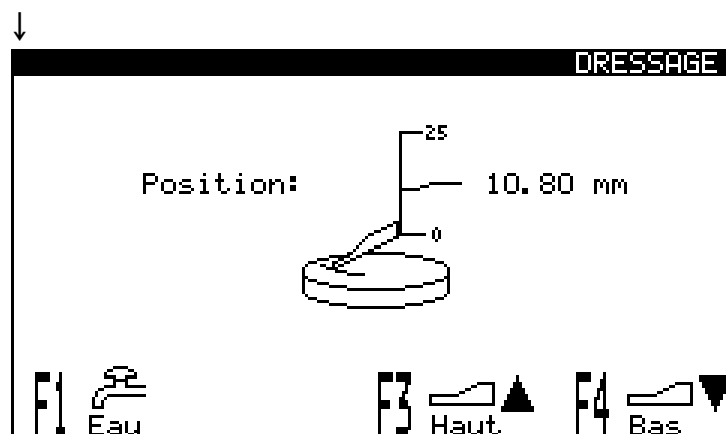 ↓
DRESSAGE
25
Position: 10.80 mm
0
F1 Eau F3 Haut F4 Bas